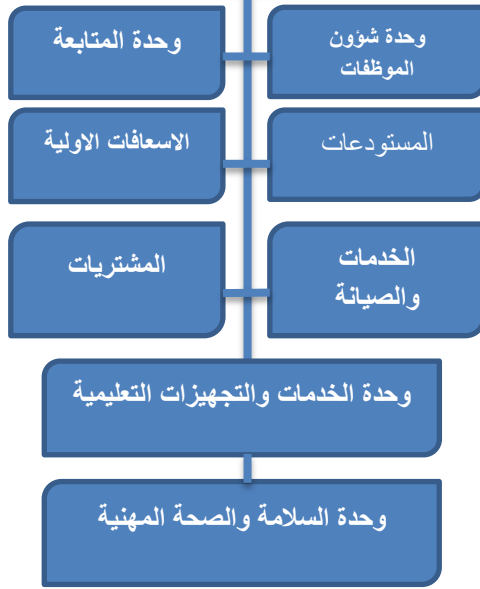 وحدة شؤون
الموظفات
وحدة المتابعة
المستودعات
الاسعافات الاولية
الخدمات
والصيانة
المشتريات
وحدة الخدمات والتجهيزات التعليمية
وحدة السلامة والصحة المهنية